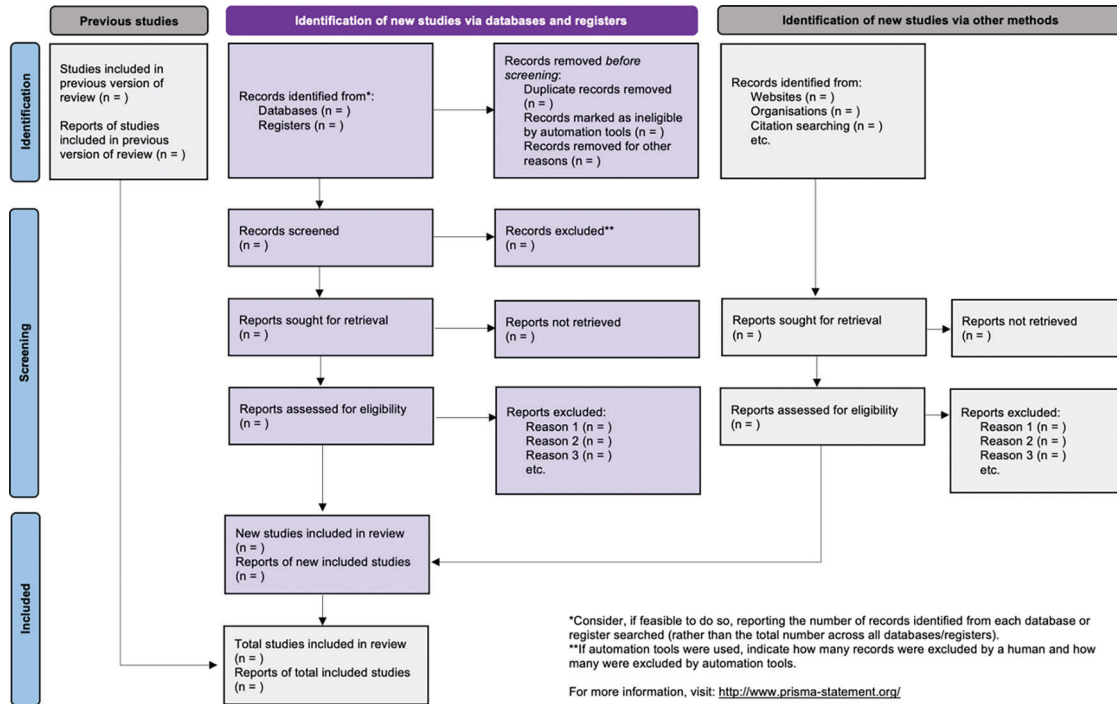 Previous studies
Identification of new studies via databases and registers
Identification of new studies via other methods
Identification
Studies included in
previous version of
review (n = )
Reports of studies
included in previous
version of review (n = )
Records identified from*:
Databases (n = )
Registers (n = )
Records removed before
screening:
Duplicate records removed
(n = )
Records marked as ineligible
by automation tools (n = )
Records removed for other
reasons (n = )
Records identified from:
Websites (n = )
Organisations (n = )
Citation searching (n = )
etc.
Screening
Records screened
(n = )
Records excluded**
(n = )
Reports sought for retrieval
(n = )
Reports not retrieved
(n = )
Reports sought for retrieval
(n = )
Reports not retrieved
(n = )
Reports assessed for eligibility
(n = )
Reports excluded:
Reason 1 (n = )
Reason 2 (n = )
Reason 3 (n = )
etc.
Reports assessed for eligibility
(n = )
Reports excluded:
Reason 1 (n = )
Reason 2 (n = )
Reason 3 (n = )
etc.
Included
New studies included in review
(n = )
Reports of new included studies
(n = )
Total studies included in review
(n = )
Reports of total included studies
(n = )
*Consider, if feasible to do so, reporting the number of records identified from each database or
register searched (rather than the total number across all databases/registers).
**If automation tools were used, indicate how many records were excluded by a human and how
many were excluded by automation tools.
For more information, visit: http://www.prisma-statement.org/